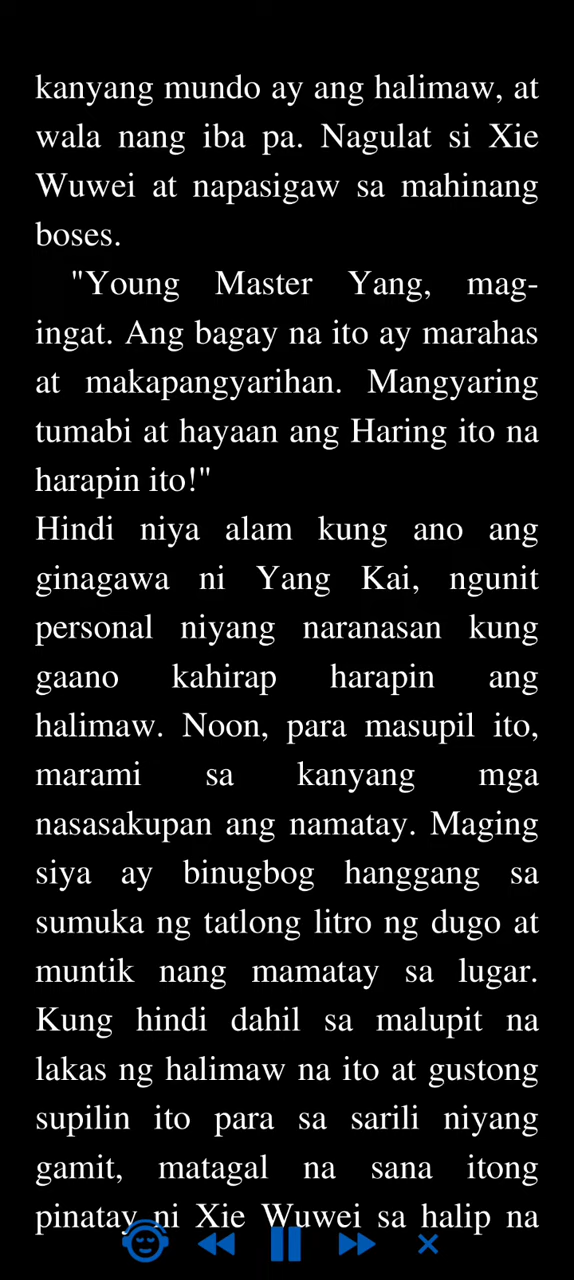 kanyang mundo ay ang halimaw, at
wala nang iba pa. Nagulat si Xie
Wuwei at napasigaw sa mahinang
boses.
"Young Master Yang, mag-
ingat. Ang bagay na ito ay marahas
at makapangyarihan. Mangyaring
tumabi at hayaan ang Haring ito na
harapin ito!"
Hindi niya alam kung ano ang
ginagawa ni Yang Kai, ngunit
personal niyang naranasan kung
gaano kahirap harapin ang
halimaw. Noon, para masupil ito,
marami sa kanyang mga
nasasakupan ang namatay. Maging
siya ay binugbog hanggang sa
sumuka ng tatlong litro ng dugo at
muntik nang mamatay sa lugar.
Kung hindi dahil sa malupit na
lakas ng halimaw na ito at gustong
supilin ito para sa sarili niyang
gamit, matagal na sana itong
pinatay ni Xie Wuwei sa halip na